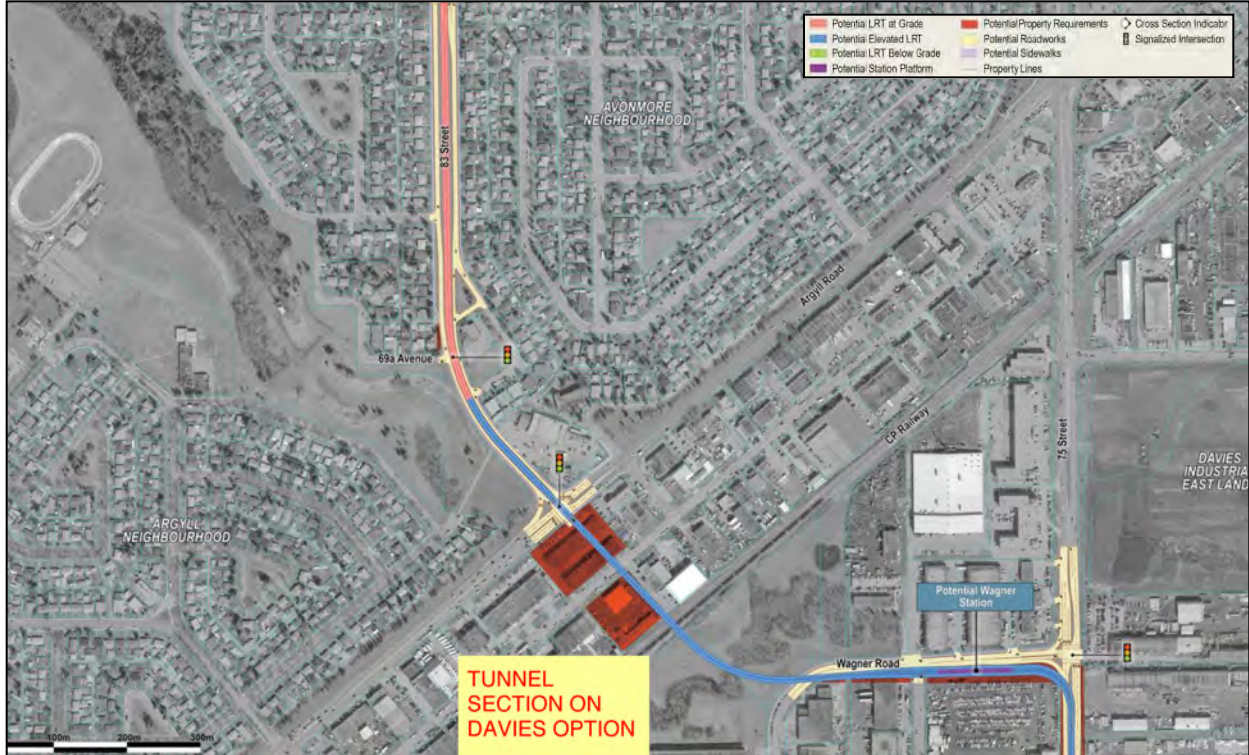 Potential LRT at Grade
Potential Elevated LRT
Potential LRT Below Grade
Potential Station Platform
Potential Property Requirements
Potential Roadworks
Potential Sidewalks
Property Lines
Cross Section Indicator
Signalized Intersection
AVONMORE
NEIGHBOURHOOD
83 Street
Argyll Road
69a Avenue
CP Railway
75 Street
DAVIES
INDUSTRIA
EAST LAND
ARGYLL
NEIGHBOURHOOD
Potential Wagner
Station
Wagner Road
TUNNEL
SECTION ON
DAVIES OPTION
100m
200m
300m